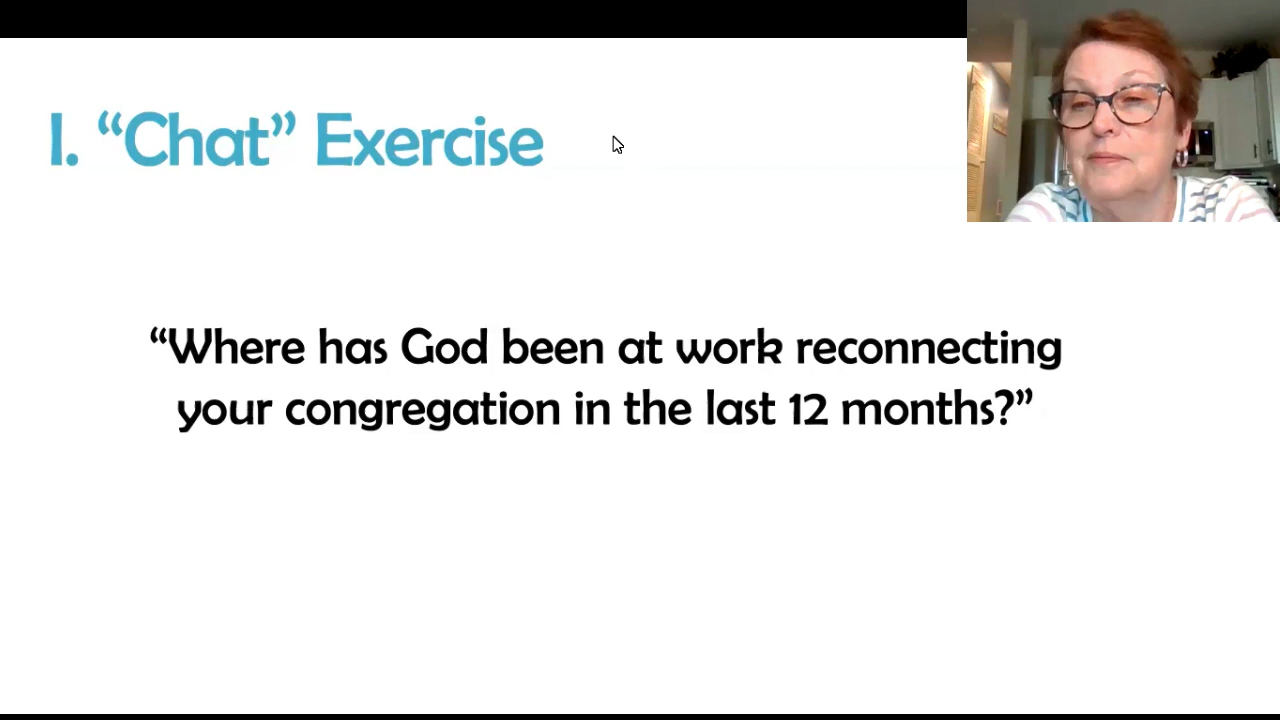 I. “Chat” Exercise
“Where has God been at work reconnecting
your congregation in the last 12 months?”